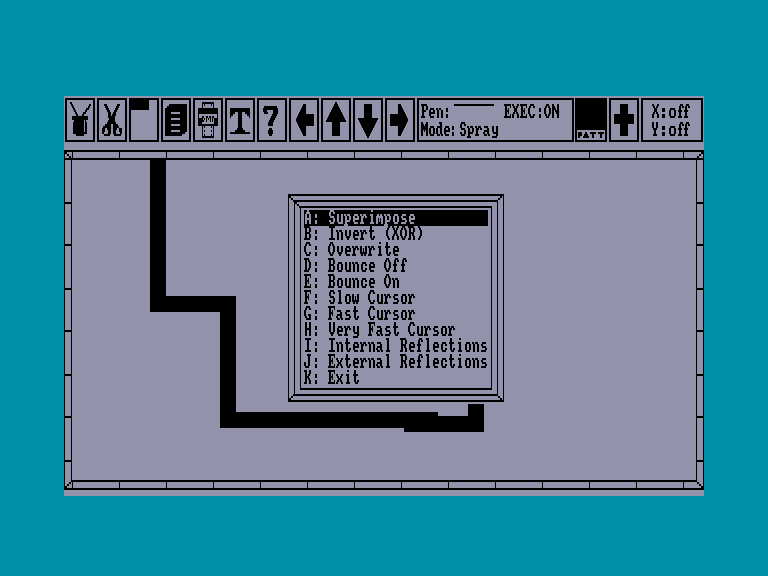 T ? Pen: EXEC:ON X:off
Mode: Spray PATT Y:off
A: Superimpose
B: Invert (XOR)
C: Overwrite
D: Bounce Off
E: Bounce On
F: Slow Cursor
G: Fast Cursor
H: Very Fast Cursor
I: Internal Reflections
J: External Reflections
K: Exit